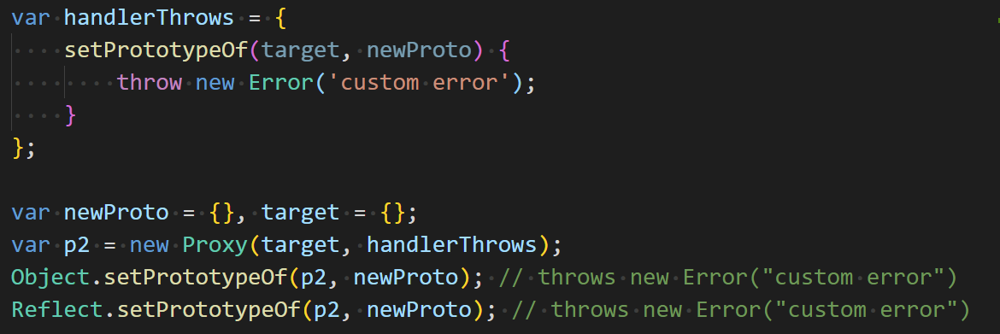 var handlerThrows = {
    setPrototypeOf(target, newProto) {
        throw new Error('custom error');
    }
};
var newProto = {}, target = {};
var p2 = new Proxy(target, handlerThrows);
Object.setPrototypeOf(p2, newProto); // throws new Error("custom error")
Reflect.setPrototypeOf(p2, newProto); // throws new Error("custom error")